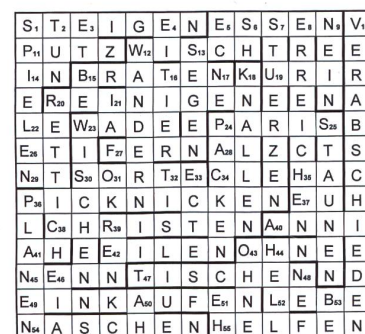 S1 T2 E3 I G E4 N E5 S6 S7 E8 N9 V10
P11 U T Z W12 I S13 C H T R E E
I14 N B15 R A T16 E N17 K18 U19 R I R
E R20 E I21 N I G E N E E N A
L22 E W23 A D E E P24 A R I S25 B
E26 T I F27 E R N A28 L Z C T S
N29 T S30 O31 R T32 E33 C34 L E H35 A C
P36 I C K N I C K E N E37 U H
L C38 H R39 I S T E N A40 N N I
A41 H E E42 I L E N O43 H44 N E E
N45 E46 N N T47 I S C H E N48 N D
E49 I N K A50 U F E51 N L52 E B53 E
N54 A S C H E N H55 E L F E N